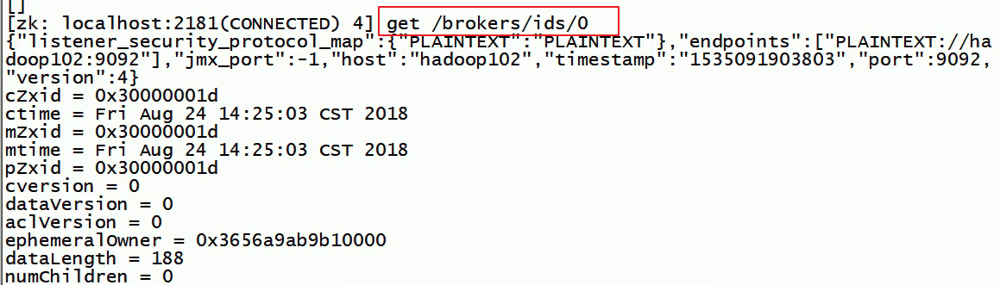 []
[zk: localhost:2181(CONNECTED) 4] get /brokers/ids/0
{"listener_security_protocol_map":{"PLAINTEXT":"PLAINTEXT"},"endpoints":["PLAINTEXT://ha
doop102:9092"],"jmx_port":-1,"host":"hadoop102","timestamp":"1535091903803","port":9092,
"version":4}
cZxid = 0x30000001d
ctime = Fri Aug 24 14:25:03 CST 2018
mZxid = 0x30000001d
mtime = Fri Aug 24 14:25:03 CST 2018
pZxid = 0x30000001d
cversion = 0
dataVersion = 0
aclVersion = 0
ephemeralOwner = 0x3656a9ab9b10000
dataLength = 188
numChildren = 0